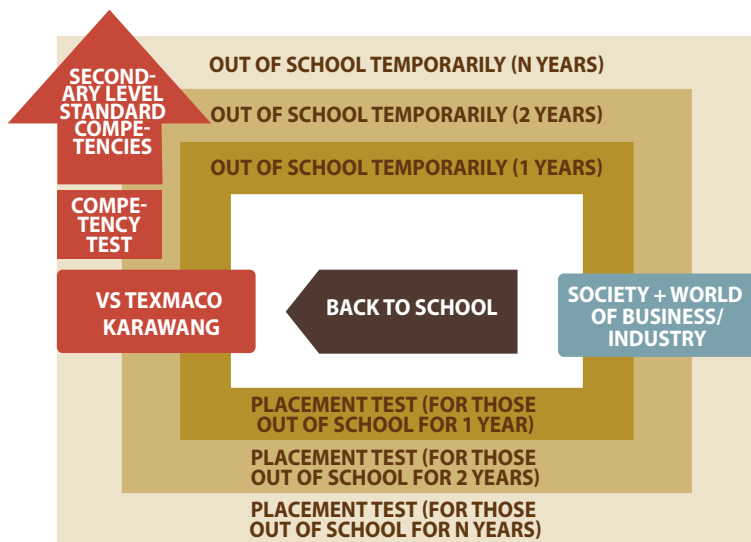 OUT OF SCHOOL TEMPORARILY (N YEARS)
SECOND-
ARY LEVEL
STANDARD
COMPE-
TENCIES
OUT OF SCHOOL TEMPORARILY (2 YEARS)
OUT OF SCHOOL TEMPORARILY (1 YEARS)
COMPE-
TENCY
TEST
VS TEXMACO
KARAWANG
BACK TO SCHOOL
SOCIETY + WORLD
OF BUSINESS/
INDUSTRY
PLACEMENT TEST (FOR THOSE
OUT OF SCHOOL FOR 1 YEAR)
PLACEMENT TEST (FOR THOSE
OUT OF SCHOOL FOR 2 YEARS)
PLACEMENT TEST (FOR THOSE
OUT OF SCHOOL FOR N YEARS)